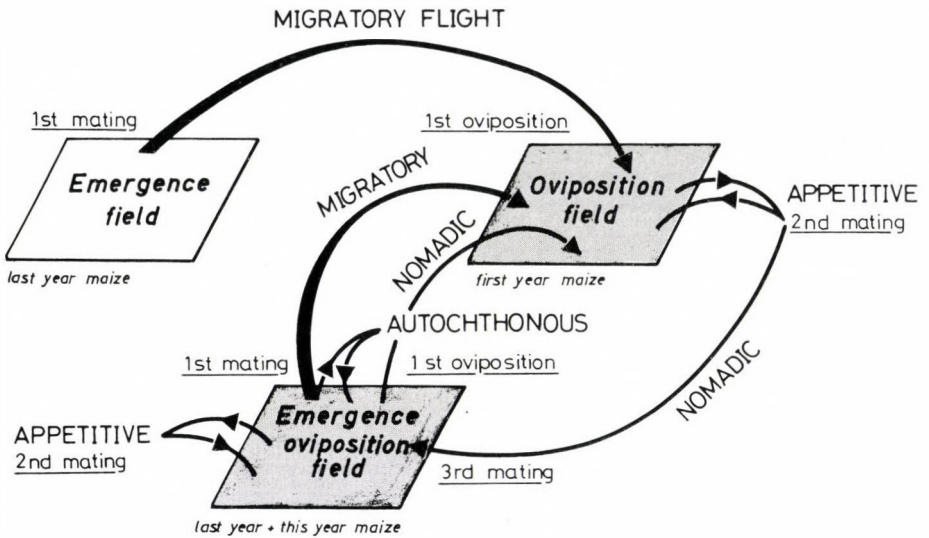 MIGRATORY FLIGHT
1st mating
1st oviposition
Emergence
field
MIGRATORY
Oviposition
field
APPETITIVE
2nd mating
last year maize
NOMADIC
first year maize
AUTOCHTHONOUS
1st mating
1st oviposition
NOMADIC
Emergence
oviposition
field
APPETITIVE
2nd mating
3rd mating
last year + this year maize